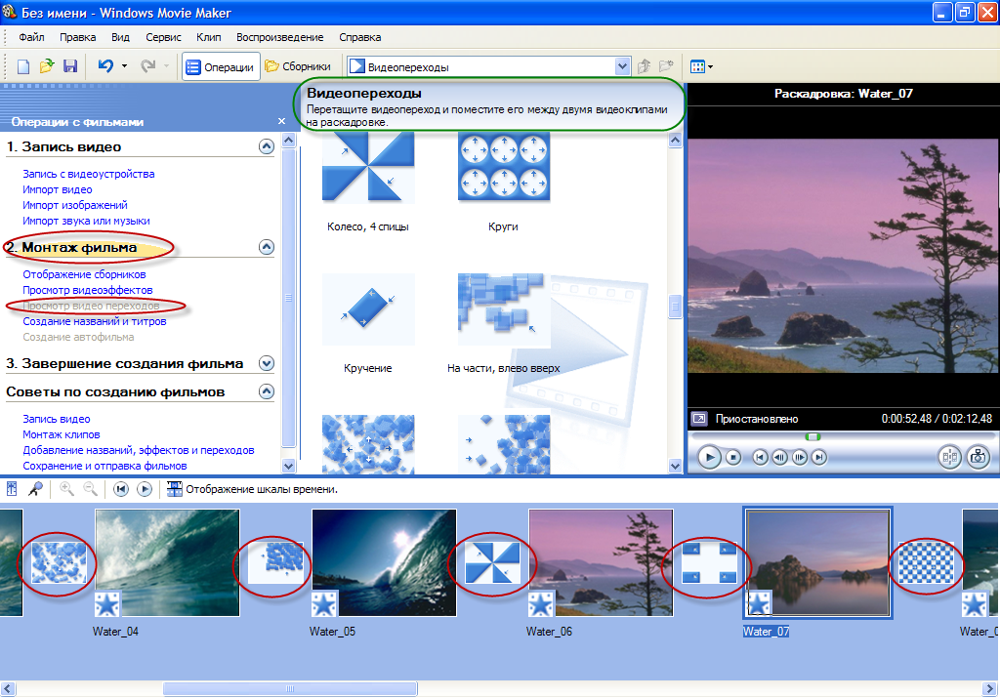 Без имени - Windows Movie Maker
Файл Правка Вид Сервис Клип Воспроизведение Справка
Операции Сборники Видеопереходы
Операции с фильмами
1. Запись видео
Запись с видеоустройства
Импорт видео
Импорт изображений
Импорт звука или музыки
2. Монтаж фильма
Отображение сборников
Просмотр видеоэффектов
Просмотр видео переходов
Создание названий и титров
Создание автофильма
3. Завершение создания фильма
Советы по созданию фильмов
Запись видео
Монтаж клипов
Добавление названий, эффектов и переходов
Сохранение и отправка фильмов
Видеопереходы
Перетащите видеопереход и поместите его между двумя видеоклипами
на раскадровке.
Колесо, 4 спицы Круги
Кручение На части, влево вверх
Раскадровка: Water_07
Приостановлено 0:00:52,48 / 0:02:12,48
Отображение шкалы времени.
Water_04 Water_05 Water_06 Water_07 Water_0